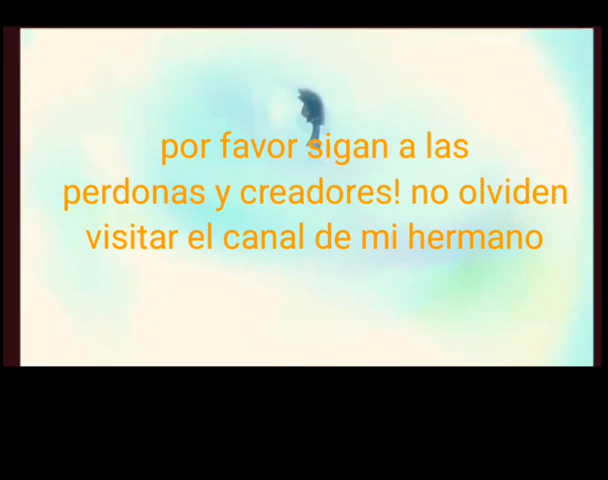 por favor sigan a las
perdonas y creadores! no olviden
visitar el canal de mi hermano